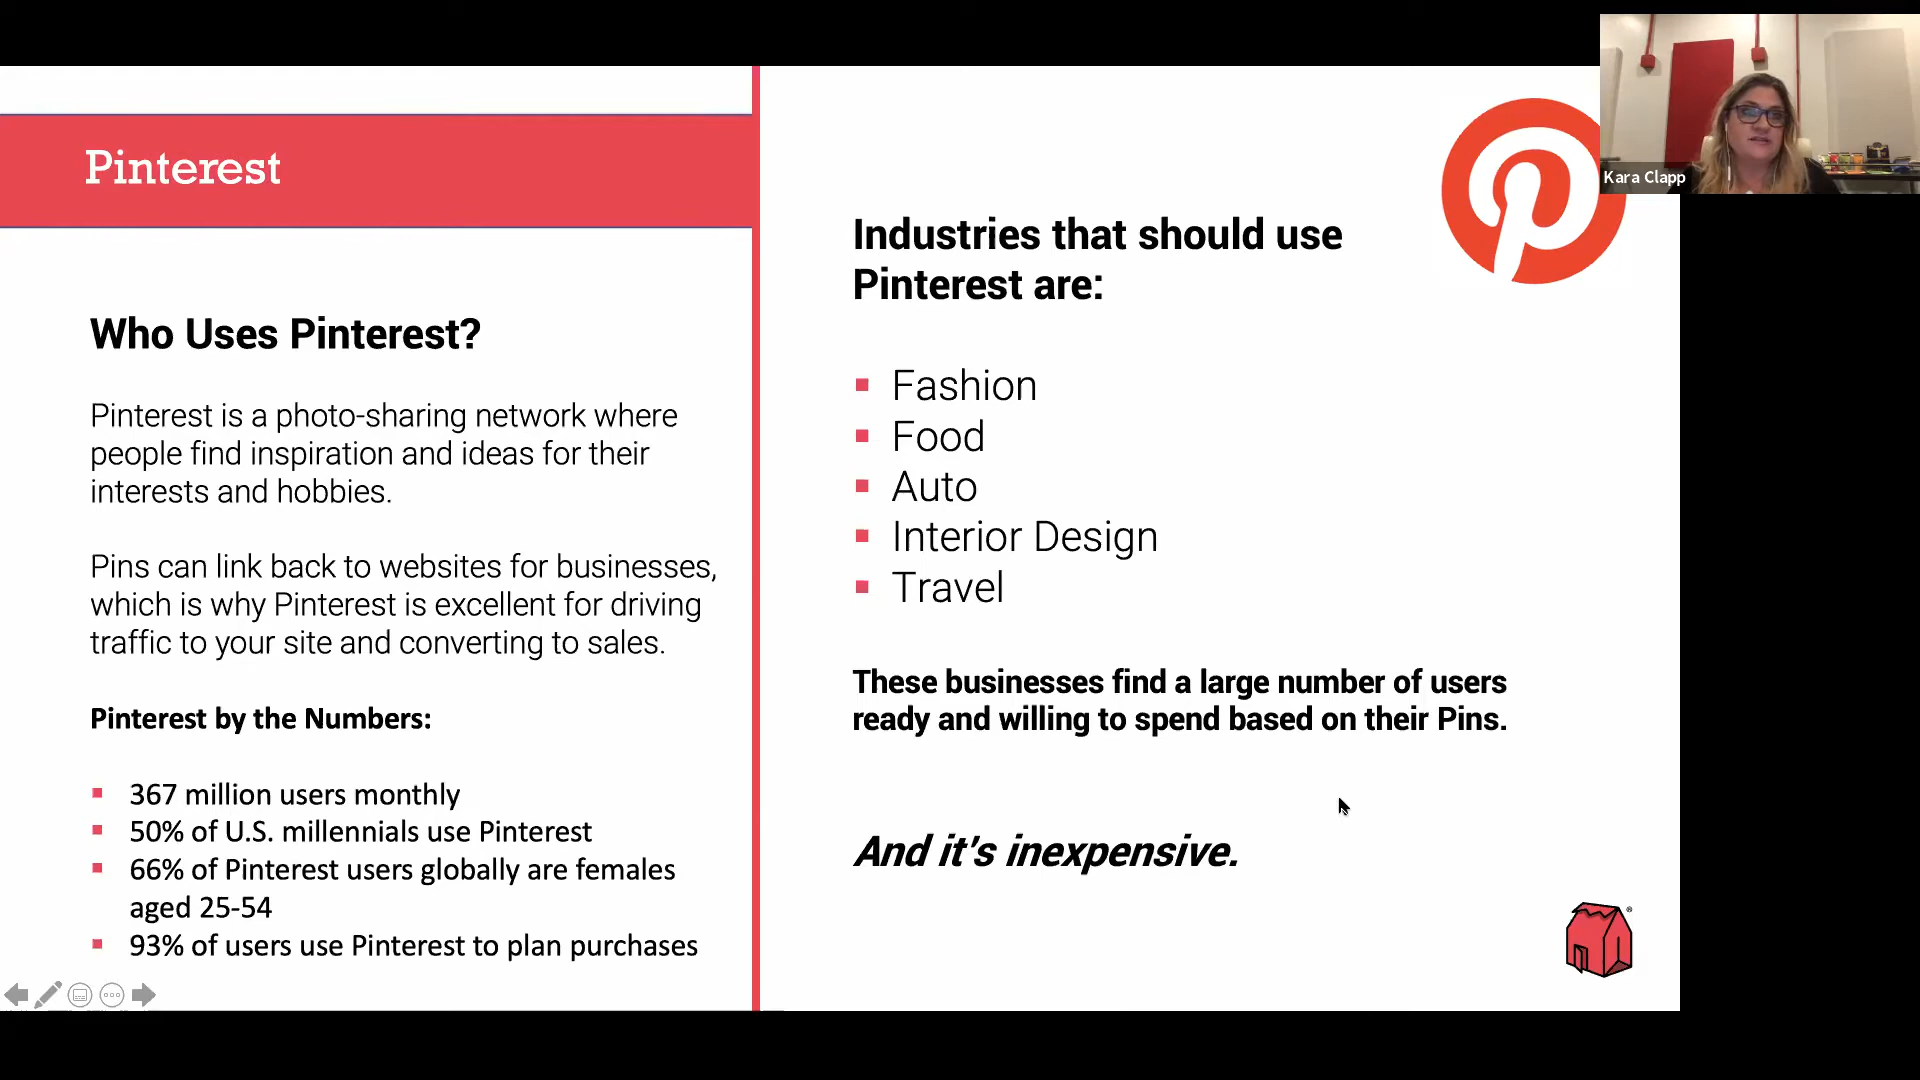 Pinterest
Who Uses Pinterest?
Pinterest is a photo-sharing network where
people find inspiration and ideas for their
interests and hobbies.
Pins can link back to websites for businesses,
which is why Pinterest is excellent for driving
traffic to your site and converting to sales.
Pinterest by the Numbers:
▪ 367 million users monthly
▪ 50% of U.S. millennials use Pinterest
▪ 66% of Pinterest users globally are females
aged 25-54
▪ 93% of users use Pinterest to plan purchases
Industries that should use
Pinterest are:
▪ Fashion
▪ Food
▪ Auto
▪ Interior Design
▪ Travel
These businesses find a large number of users
ready and willing to spend based on their Pins.
And it's inexpensive.
®
Kara Clapp